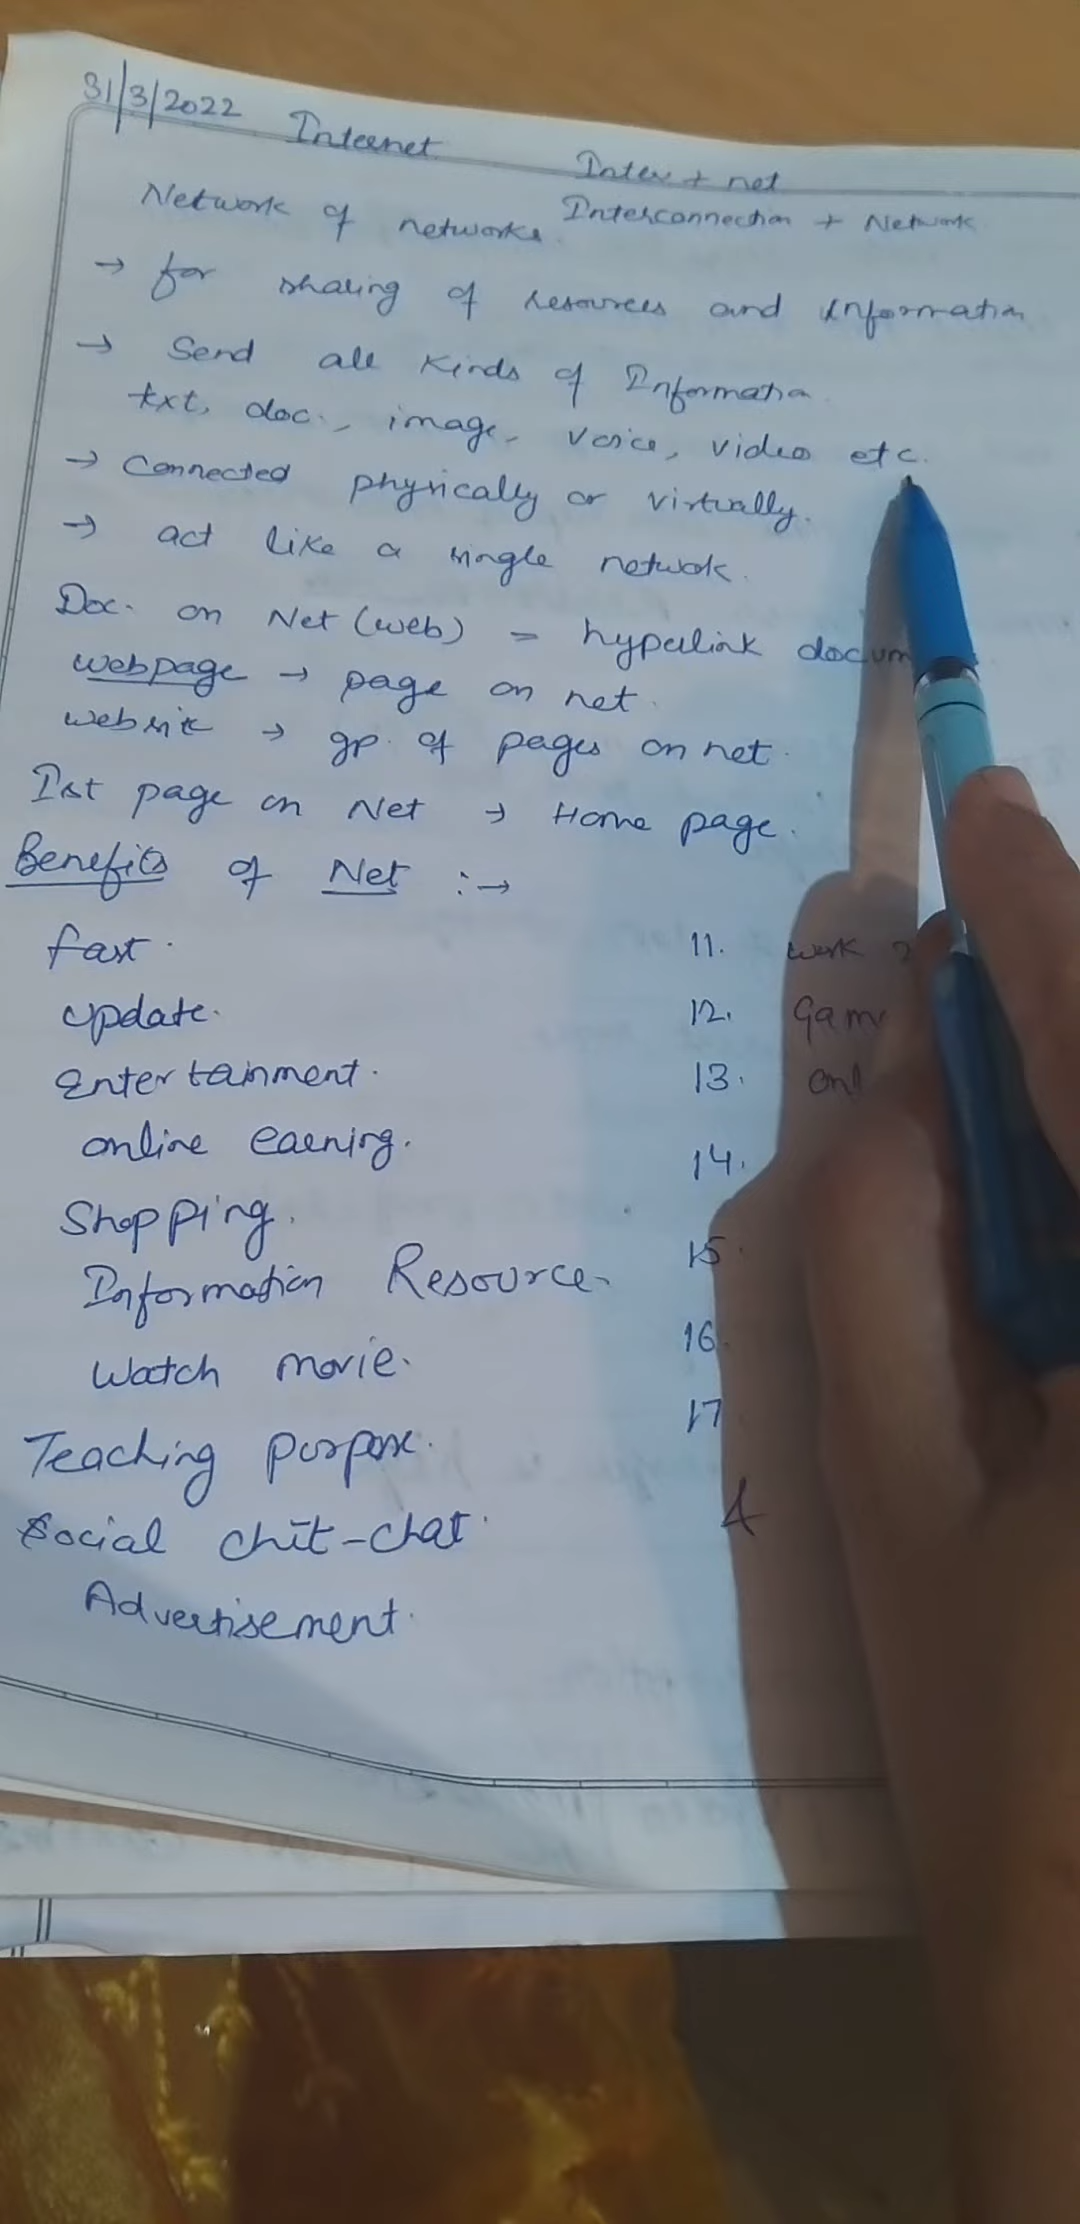 31/3/2022 Internet
Inter + net
Network of networks. Interconnection + Network
→ for sharing of resources and information
→ Send all kinds of Information.
txt, doc., image, voice, video etc.
→ Connected physically or virtually.
→ act like a single network.
Doc. on Net (web) = hyperlink docum
webpage → page on net.
website → gp. of pages on net.
Ist page on Net → Home page.
Benefits of Net :→
fast.
update.
Entertainment.
online earning.
Shopping.
Information Resource.
Watch movie.
Teaching purpose.
Social chit-chat.
Advertisement.
11. work
12. Gam
13. onl
14.
15.
16.
17